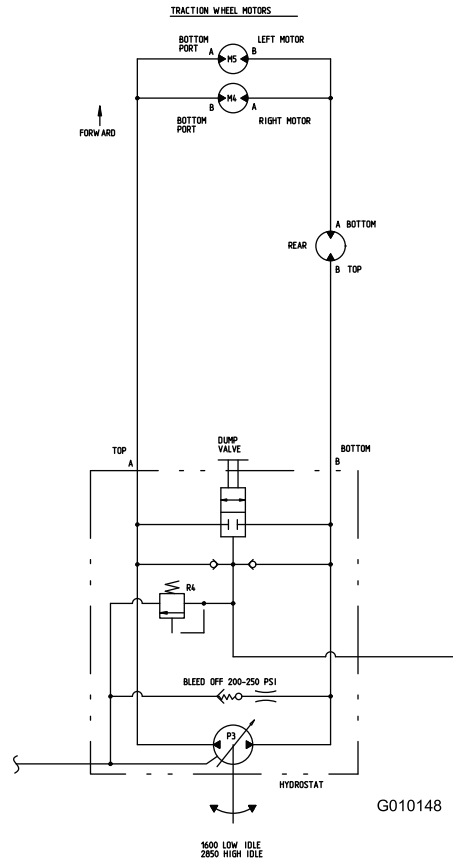 TRACTION WHEEL MOTORS
BOTTOM
PORT
A
B
LEFT MOTOR
M5
M4
B
A
BOTTOM
PORT
RIGHT MOTOR
FORWARD
A BOTTOM
REAR
B TOP
DUMP
VALVE
TOP
A
BOTTOM
B
R4
BLEED OFF 200-250 PSI
P3
HYDROSTAT
G010148
1600 LOW IDLE
2850 HIGH IDLE